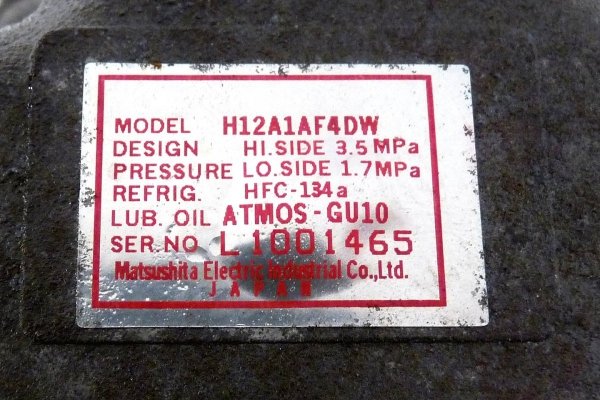 MODEL H12A1AF4DW
DESIGN HI.SIDE 3.5 MPa
PRESSURE LO.SIDE 1.7 MPa
REFRIG. HFC-134a
LUB. OIL ATMOS-GU10
SER.NO L1001465
Matsushita Electric Industrial Co.,Ltd.
JAPAN